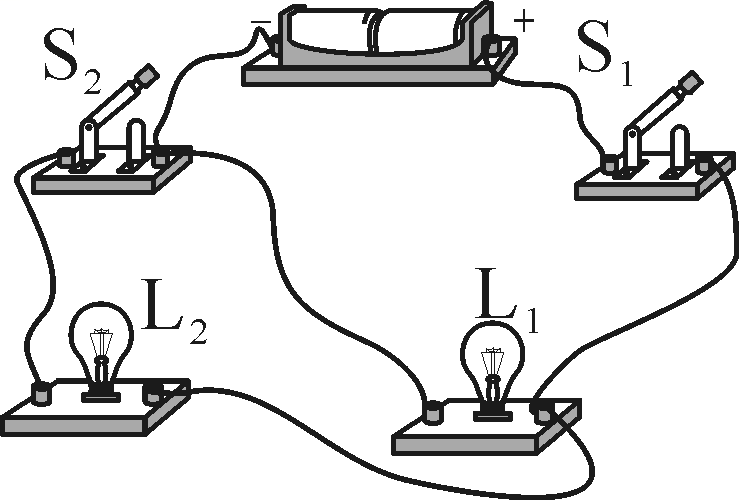 − +
S2 S1
L2 L1